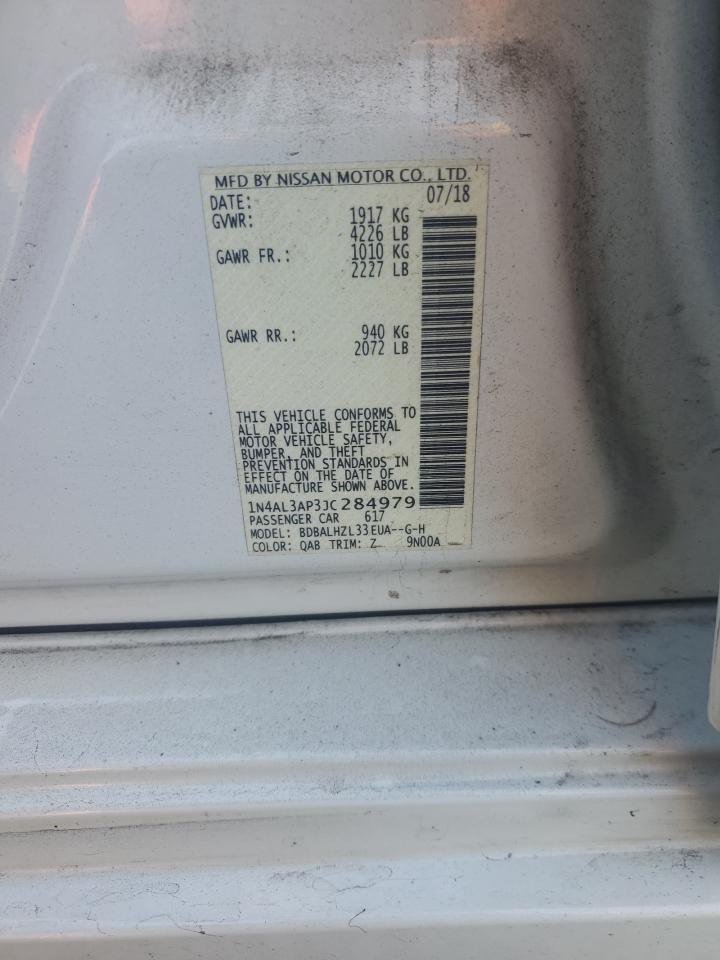 MFD BY NISSAN MOTOR CO., LTD.
DATE: 07/18
GVWR: 1917 KG
4226 LB
GAWR FR.: 1010 KG
2227 LB
GAWR RR.: 940 KG
2072 LB
THIS VEHICLE CONFORMS TO
ALL APPLICABLE FEDERAL
MOTOR VEHICLE SAFETY,
BUMPER, AND THEFT
PREVENTION STANDARDS IN
EFFECT ON THE DATE OF
MANUFACTURE SHOWN ABOVE.
1N4AL3AP3JC284979
PASSENGER CAR 617
MODEL: BDBALHZL33EUA--G-H
COLOR: QAB TRIM: Z 9N00A